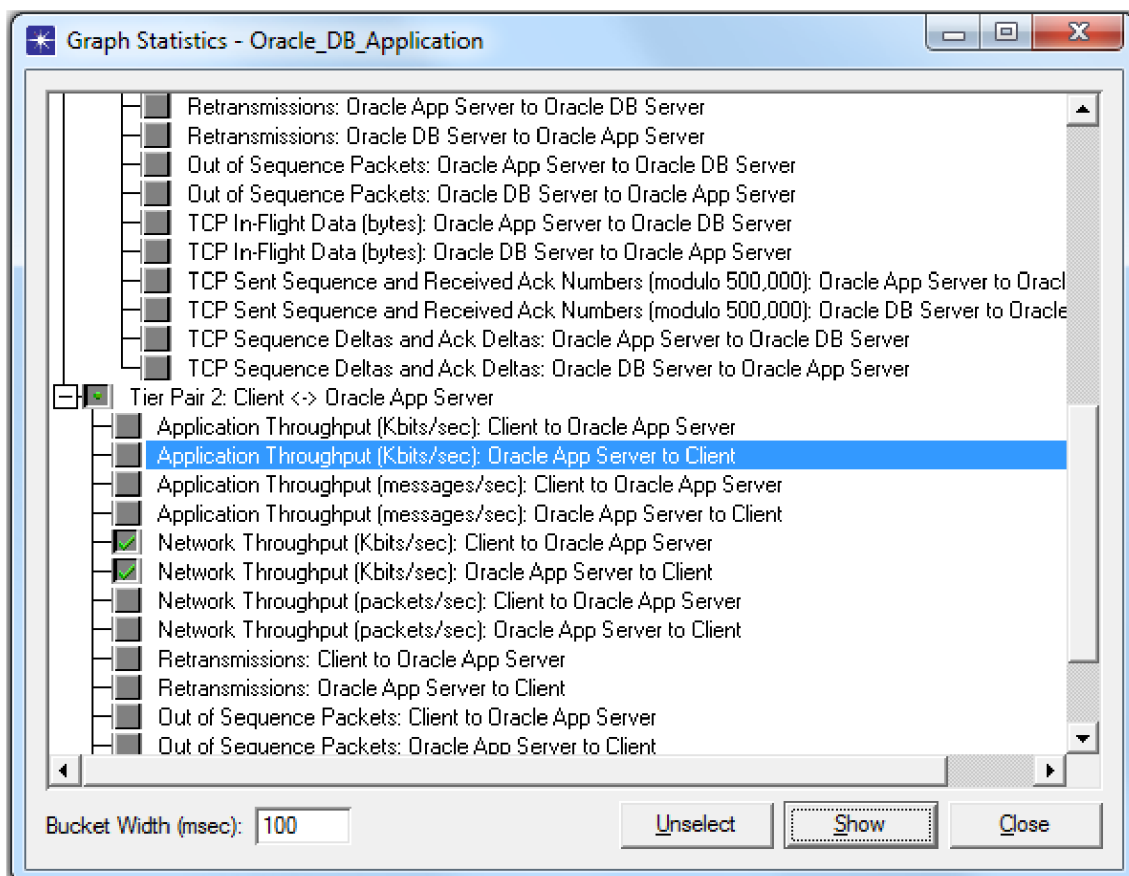 Graph Statistics - Oracle_DB_Application
Retransmissions: Oracle App Server to Oracle DB Server
Retransmissions: Oracle DB Server to Oracle App Server
Out of Sequence Packets: Oracle App Server to Oracle DB Server
Out of Sequence Packets: Oracle DB Server to Oracle App Server
TCP In-Flight Data (bytes): Oracle App Server to Oracle DB Server
TCP In-Flight Data (bytes): Oracle DB Server to Oracle App Server
TCP Sent Sequence and Received Ack Numbers (modulo 500,000): Oracle App Server to Oracl
TCP Sent Sequence and Received Ack Numbers (modulo 500,000): Oracle DB Server to Oracle
TCP Sequence Deltas and Ack Deltas: Oracle App Server to Oracle DB Server
TCP Sequence Deltas and Ack Deltas: Oracle DB Server to Oracle App Server
Tier Pair 2: Client <-> Oracle App Server
Application Throughput (Kbits/sec): Client to Oracle App Server
Application Throughput (Kbits/sec): Oracle App Server to Client
Application Throughput (messages/sec): Client to Oracle App Server
Application Throughput (messages/sec): Oracle App Server to Client
Network Throughput (Kbits/sec): Client to Oracle App Server
Network Throughput (Kbits/sec): Oracle App Server to Client
Network Throughput (packets/sec): Client to Oracle App Server
Network Throughput (packets/sec): Oracle App Server to Client
Retransmissions: Client to Oracle App Server
Retransmissions: Oracle App Server to Client
Out of Sequence Packets: Client to Oracle App Server
Out of Sequence Packets: Oracle App Server to Client
Bucket Width (msec): 100 Unselect Show Close